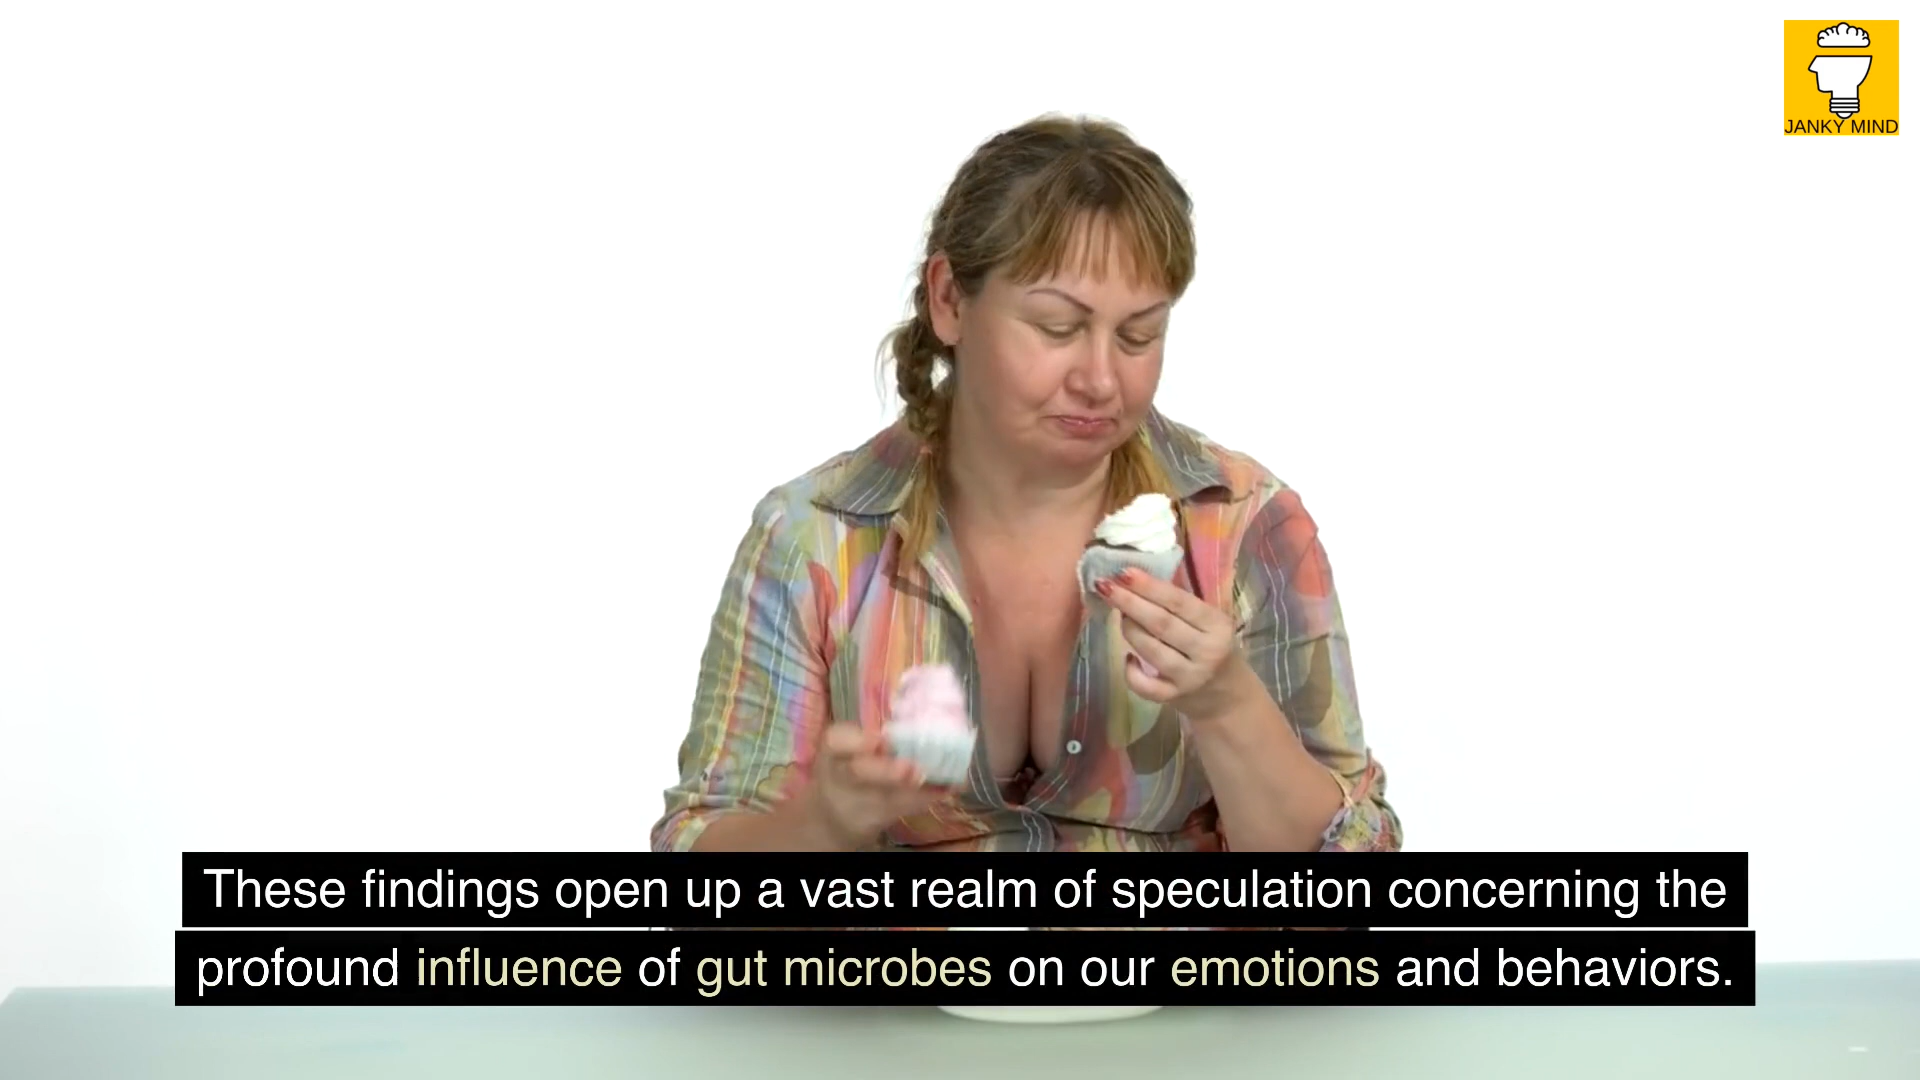 JANKY MIND
These findings open up a vast realm of speculation concerning the
profound influence of gut microbes on our emotions and behaviors.